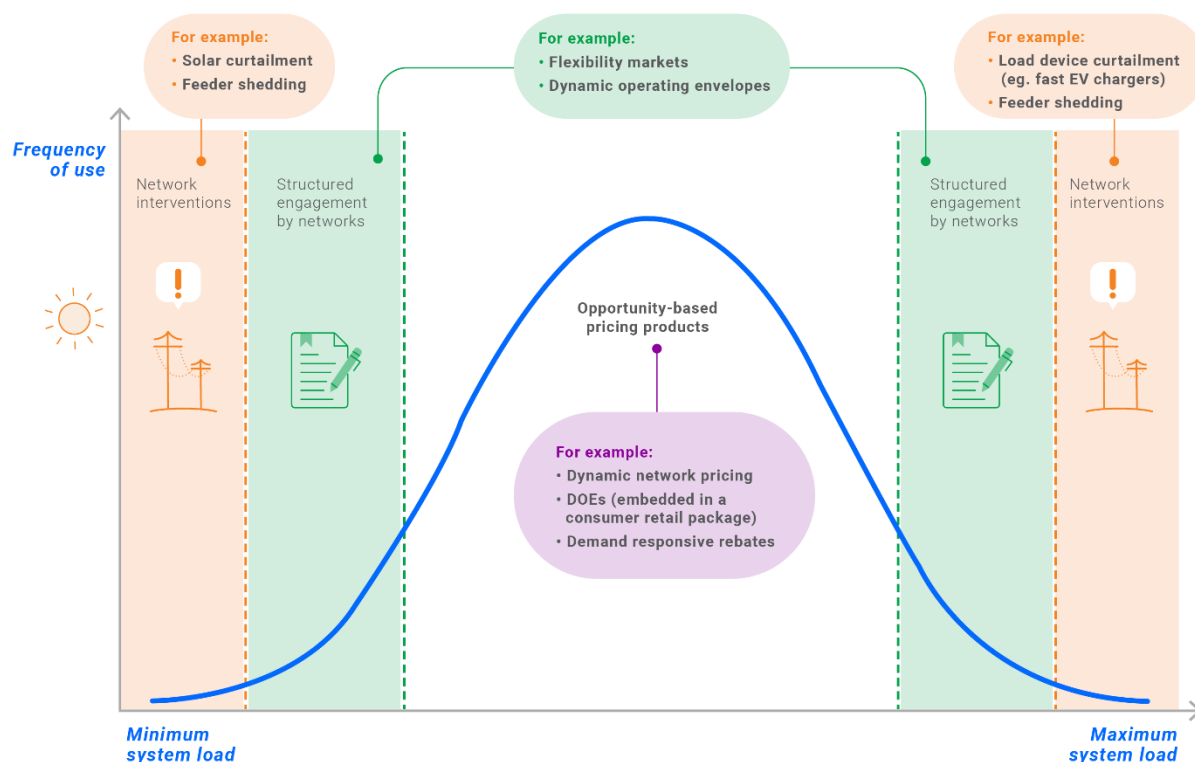 For example:
• Solar curtailment
• Feeder shedding
For example:
• Flexibility markets
• Dynamic operating envelopes
For example:
• Load device curtailment
(eg. fast EV chargers)
• Feeder shedding
Frequency
of use
Network
interventions
Structured
engagement
by networks
Structured
engagement
by networks
Network
interventions
Opportunity-based
pricing products
For example:
• Dynamic network pricing
• DOEs (embedded in a
consumer retail package)
• Demand responsive rebates
Minimum
system load
Maximum
system load